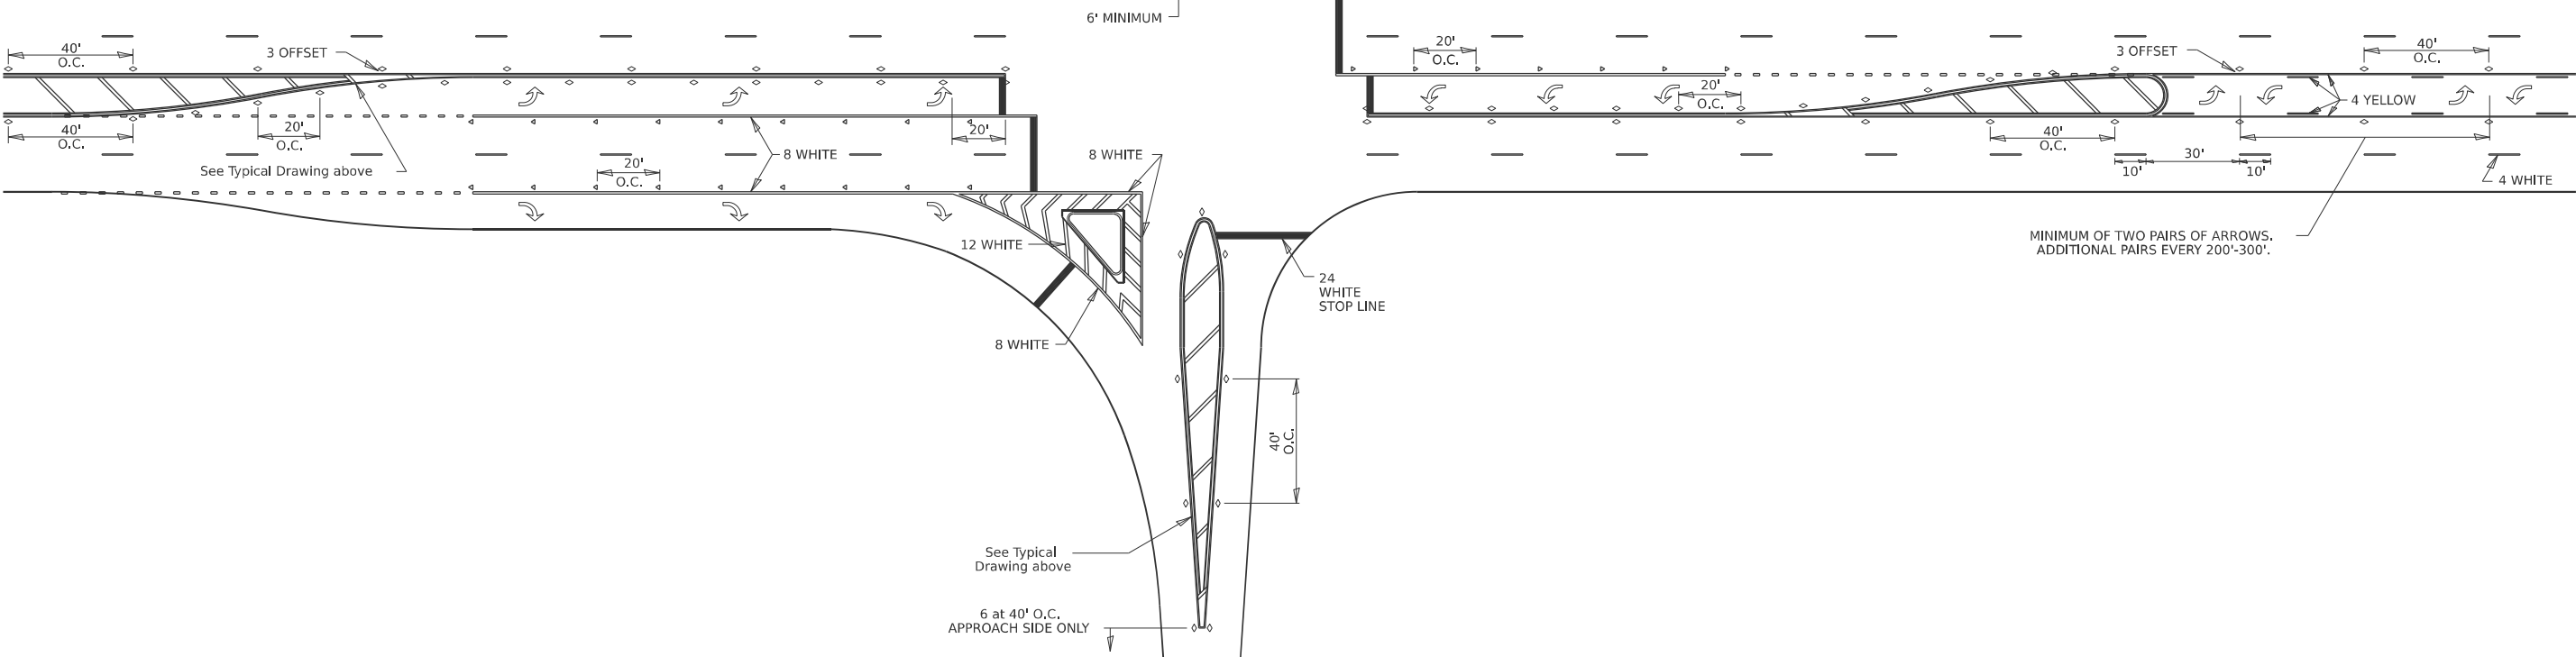 6' MINIMUM
40'
O.C.
3 OFFSET
20'
O.C.
3 OFFSET
40'
O.C.
40'
O.C.
20'
O.C.
See Typical Drawing above
20'
O.C.
8 WHITE
20'
8 WHITE
20'
O.C.
4 YELLOW
40'
O.C.
10'
30'
10'
4 WHITE
12 WHITE
8 WHITE
24
WHITE
STOP LINE
MINIMUM OF TWO PAIRS OF ARROWS.
ADDITIONAL PAIRS EVERY 200'-300'.
40'
O.C.
See Typical
Drawing above
6 at 40' O.C.
APPROACH SIDE ONLY